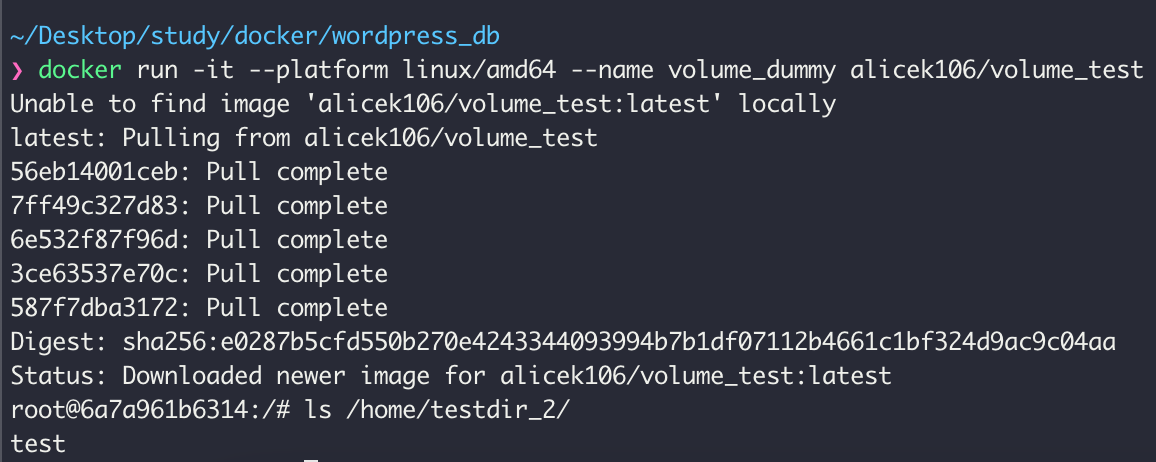 ~/Desktop/study/docker/wordpress_db
❯ docker run -it --platform linux/amd64 --name volume_dummy alicek106/volume_test
Unable to find image 'alicek106/volume_test:latest' locally
latest: Pulling from alicek106/volume_test
56eb14001ceb: Pull complete
7ff49c327d83: Pull complete
6e532f87f96d: Pull complete
3ce63537e70c: Pull complete
587f7dba3172: Pull complete
Digest: sha256:e0287b5cfd550b270e4243344093994b7b1df07112b4661c1bf324d9ac9c04aa
Status: Downloaded newer image for alicek106/volume_test:latest
root@6a7a961b6314:/# ls /home/testdir_2/
test